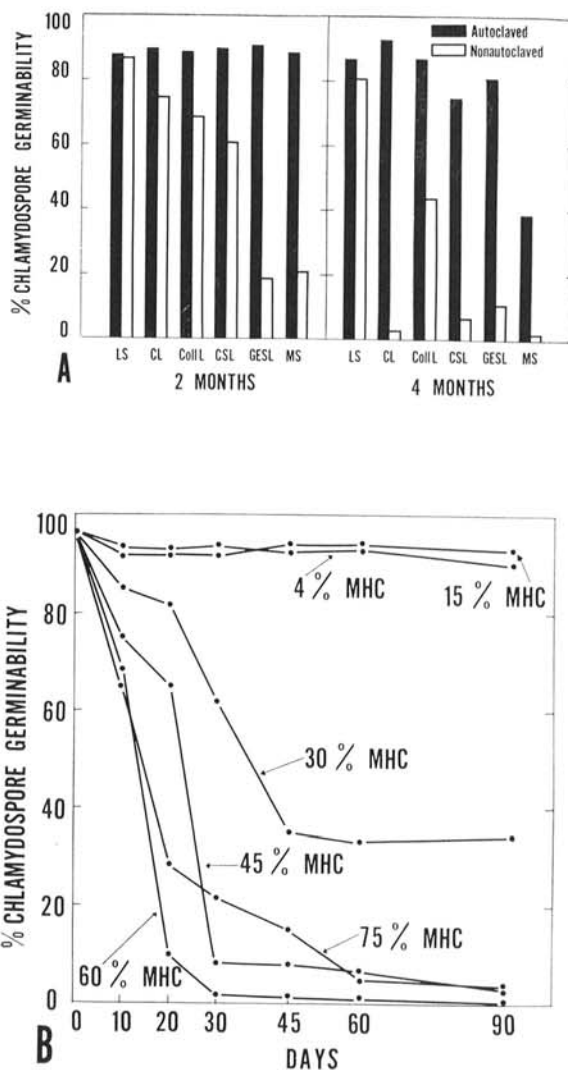 % CHLAMYDOSPORE GERMINABILITY
100
80
60
40
20
0
Autoclaved
Nonautoclaved
LS CL Coll L CSL GESL MS
2 MONTHS
LS CL Coll L CSL GESL MS
4 MONTHS
A
% CHLAMYDOSPORE GERMINABILITY
100
80
60
40
20
0
4 % MHC
15 % MHC
30 % MHC
45 % MHC
75 % MHC
60 % MHC
0 10 20 30 45 60 90
DAYS
B